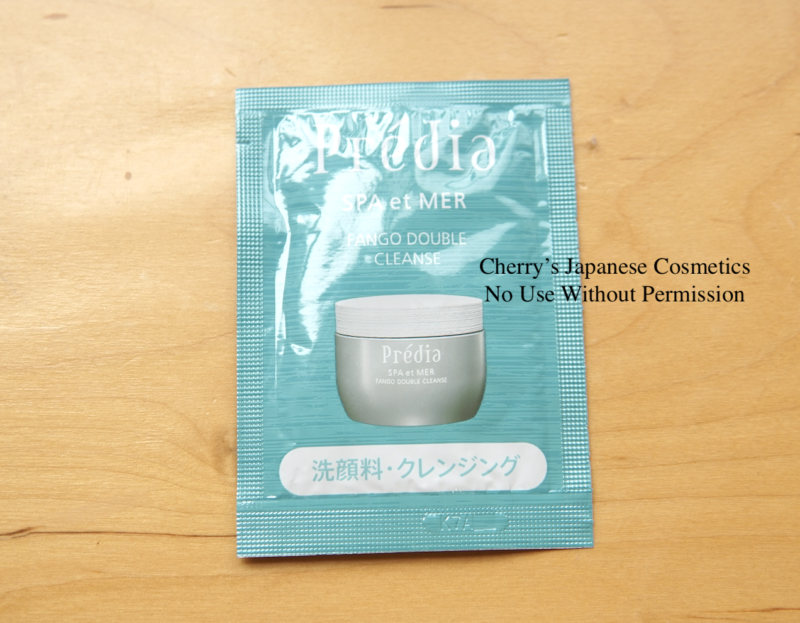 Prédia
SPA et MER
FANGO DOUBLE
CLEANSE
Cherry's Japanese Cosmetics
No Use Without Permission
Prédia
SPA et MER
FANGO DOUBLE CLEANSE
洗顔料・クレンジング